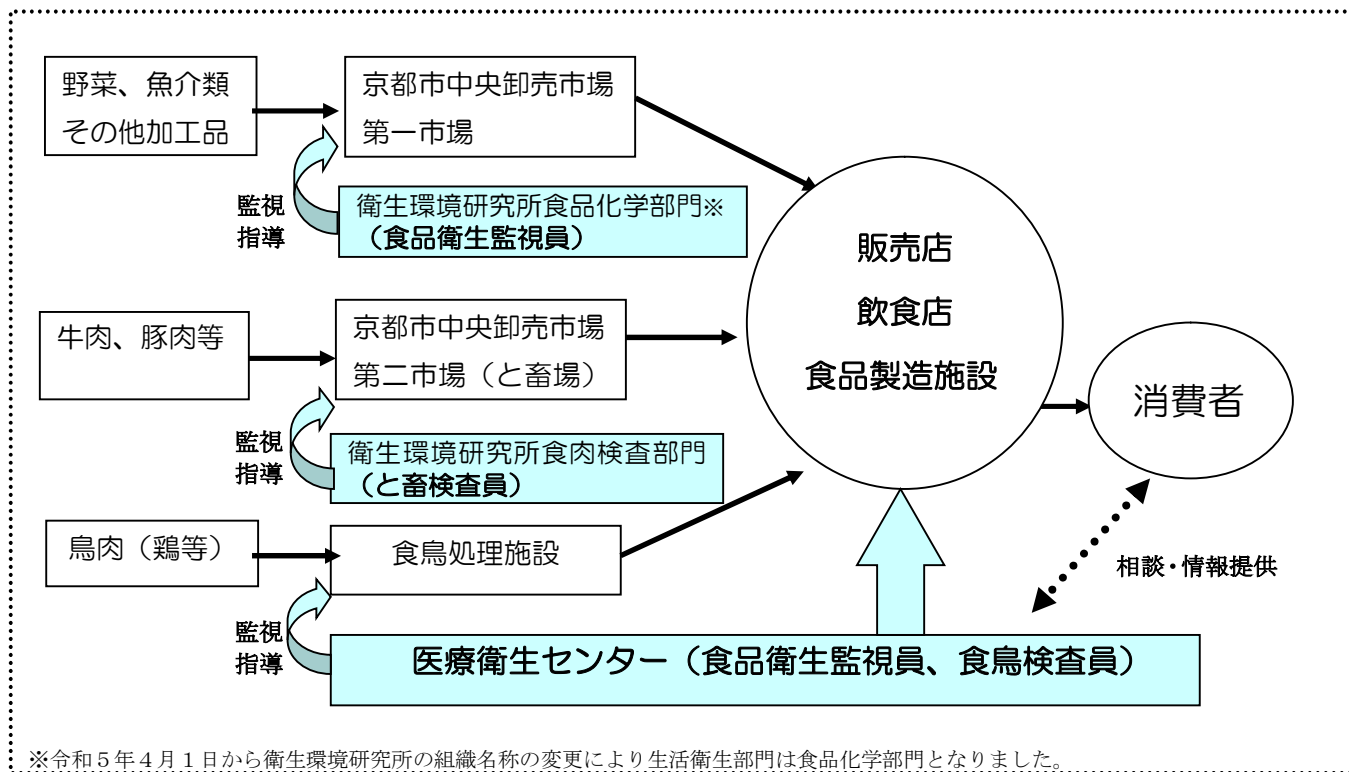 野菜、魚介類
その他加工品
京都市中央卸売市場
第一市場
監視
指導
衛生環境研究所食品化学部門※
（食品衛生監視員）
牛肉、豚肉等
京都市中央卸売市場
第二市場（と畜場）
監視
指導
衛生環境研究所食肉検査部門
（と畜検査員）
鳥肉（鶏等）
食鳥処理施設
監視
指導
医療衛生センター（食品衛生監視員、食鳥検査員）
販売店
飲食店
食品製造施設
消費者
相談・情報提供
※令和５年４月１日から衛生環境研究所の組織名称の変更により生活衛生部門は食品化学部門となりました。